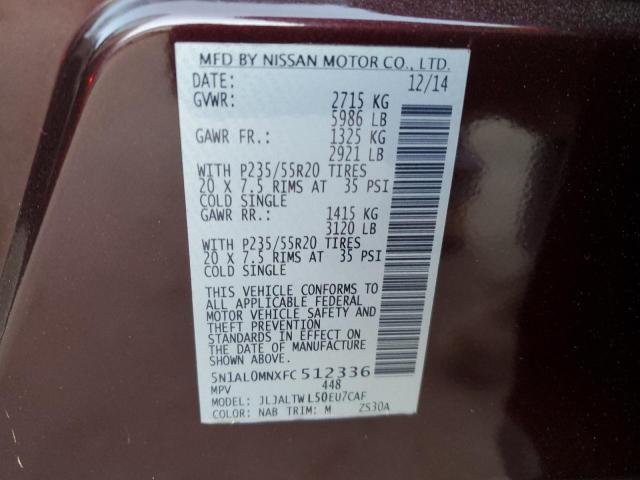 MFD BY NISSAN MOTOR CO., LTD.
DATE: 12/14
GVWR: 2715 KG
5986 LB
GAWR FR.: 1325 KG
2921 LB
WITH P235/55R20 TIRES
20 X 7.5 RIMS AT 35 PSI
COLD SINGLE
GAWR RR.: 1415 KG
3120 LB
WITH P235/55R20 TIRES
20 X 7.5 RIMS AT 35 PSI
COLD SINGLE
THIS VEHICLE CONFORMS TO
ALL APPLICABLE FEDERAL
MOTOR VEHICLE SAFETY AND
THEFT PREVENTION
STANDARDS IN EFFECT ON
THE DATE OF MANUFACTURE
SHOWN ABOVE.
5N1AL0MNXFC512336
MPV 448
MODEL: JLJALTWL50EU7CAF
COLOR: NAB TRIM: M ZS30A